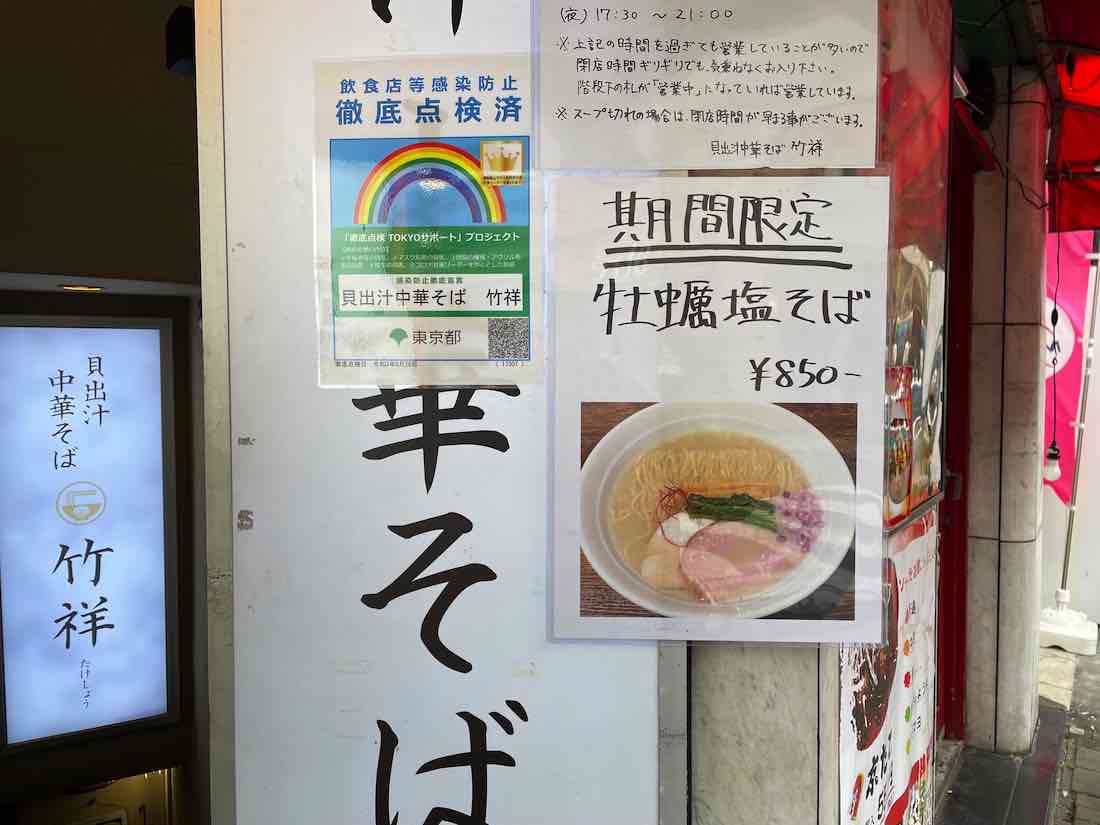 貝出汁
中華そば
竹祥
たけしょう
華そば
飲食店等感染防止
徹底点検済
「徹底点検 TOKYOサポート」プロジェクト
感染防止徹底宣言
貝出汁中華そば 竹祥
東京都
(夜) 17:30 ~ 21:00
※上記の時間を過ぎても営業していることが多いので
閉店時間ギリギリでも、気兼ねなくお入り下さい。
階段下の札が「営業中」になっていれば営業しています。
※スープ切れの場合は、閉店時間が早まる事がございます。
貝出汁中華そば 竹祥
期間限定
牡蠣塩そば
¥850-